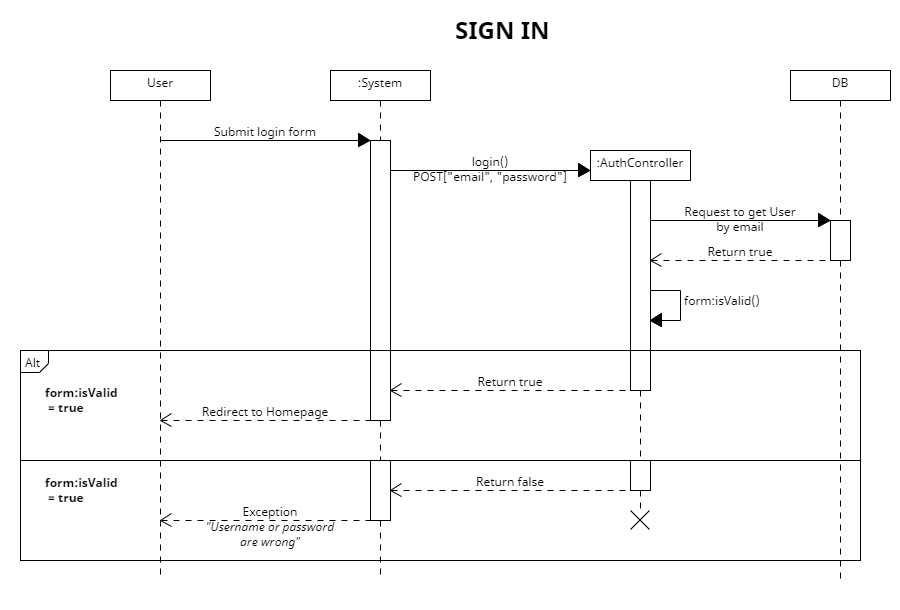 SIGN IN
User
:System
DB
Submit login form
login()
POST["email", "password"]
:AuthController
Request to get User
by email
Return true
form:isValid()
Alt
form:isValid
= true
Return true
Redirect to Homepage
form:isValid
= true
Return false
Exception
"Username or password
are wrong"